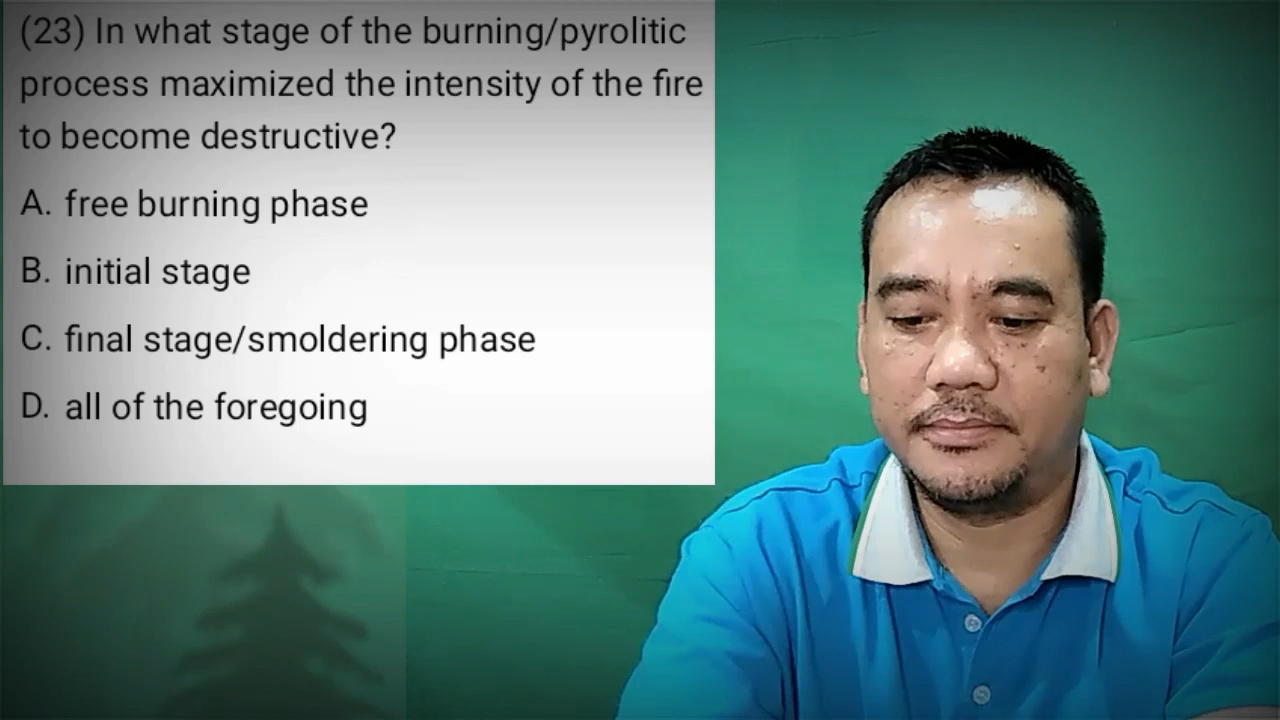 (23) In what stage of the burning/pyrolitic
process maximized the intensity of the fire
to become destructive?
A. free burning phase
B. initial stage
C. final stage/smoldering phase
D. all of the foregoing